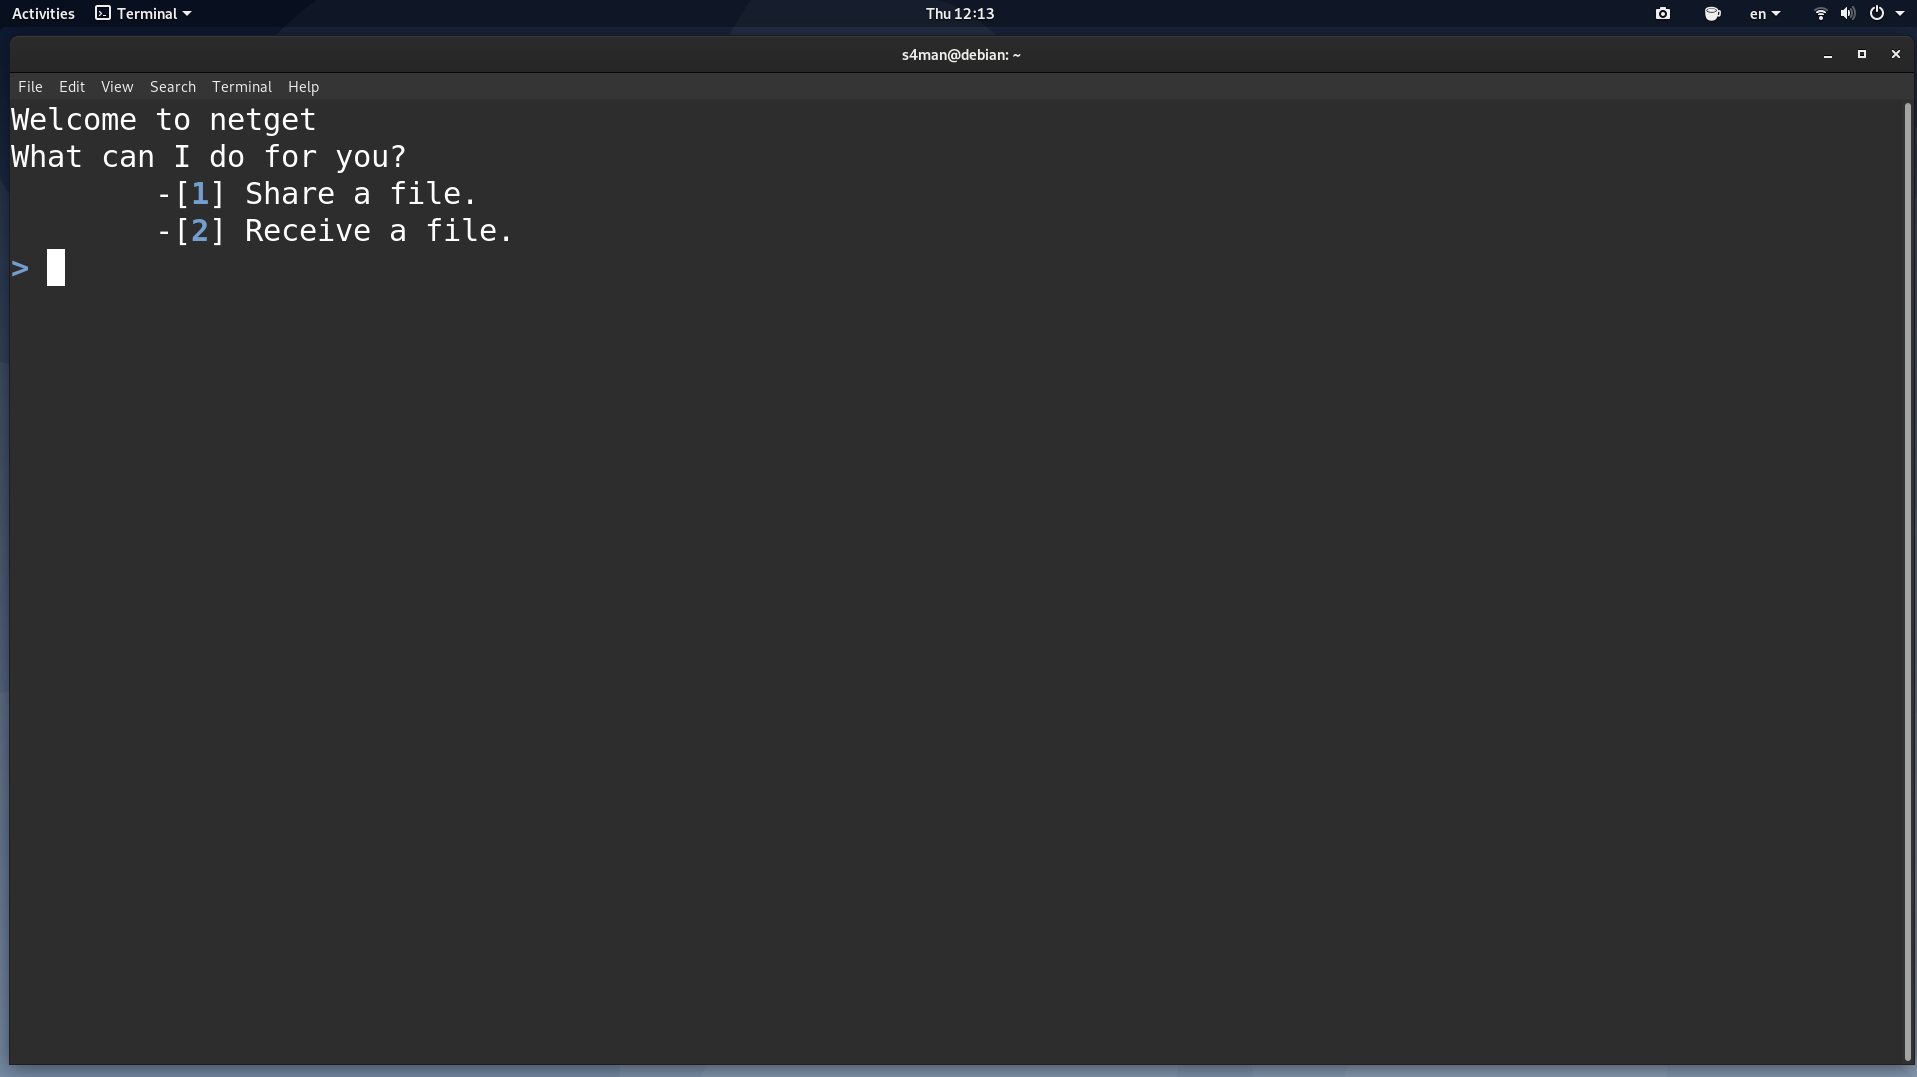 Activities Terminal Thu 12:13 en
s4man@debian: ~
File Edit View Search Terminal Help
Welcome to netget
What can I do for you?
-[1] Share a file.
-[2] Receive a file.
>